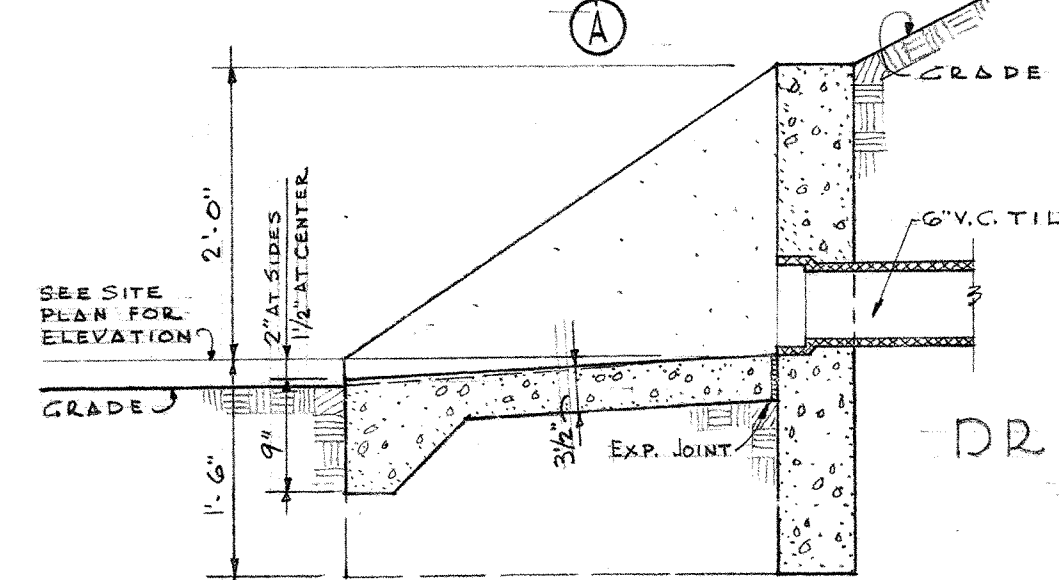 A
GRADE
2'-0"
2" AT SIDES
1 1/2" AT CENTER
6" V.C. TIL
SEE SITE
PLAN FOR
ELEVATION
GRADE
9"
3 1/2"
EXP. JOINT
DR
1'-6"